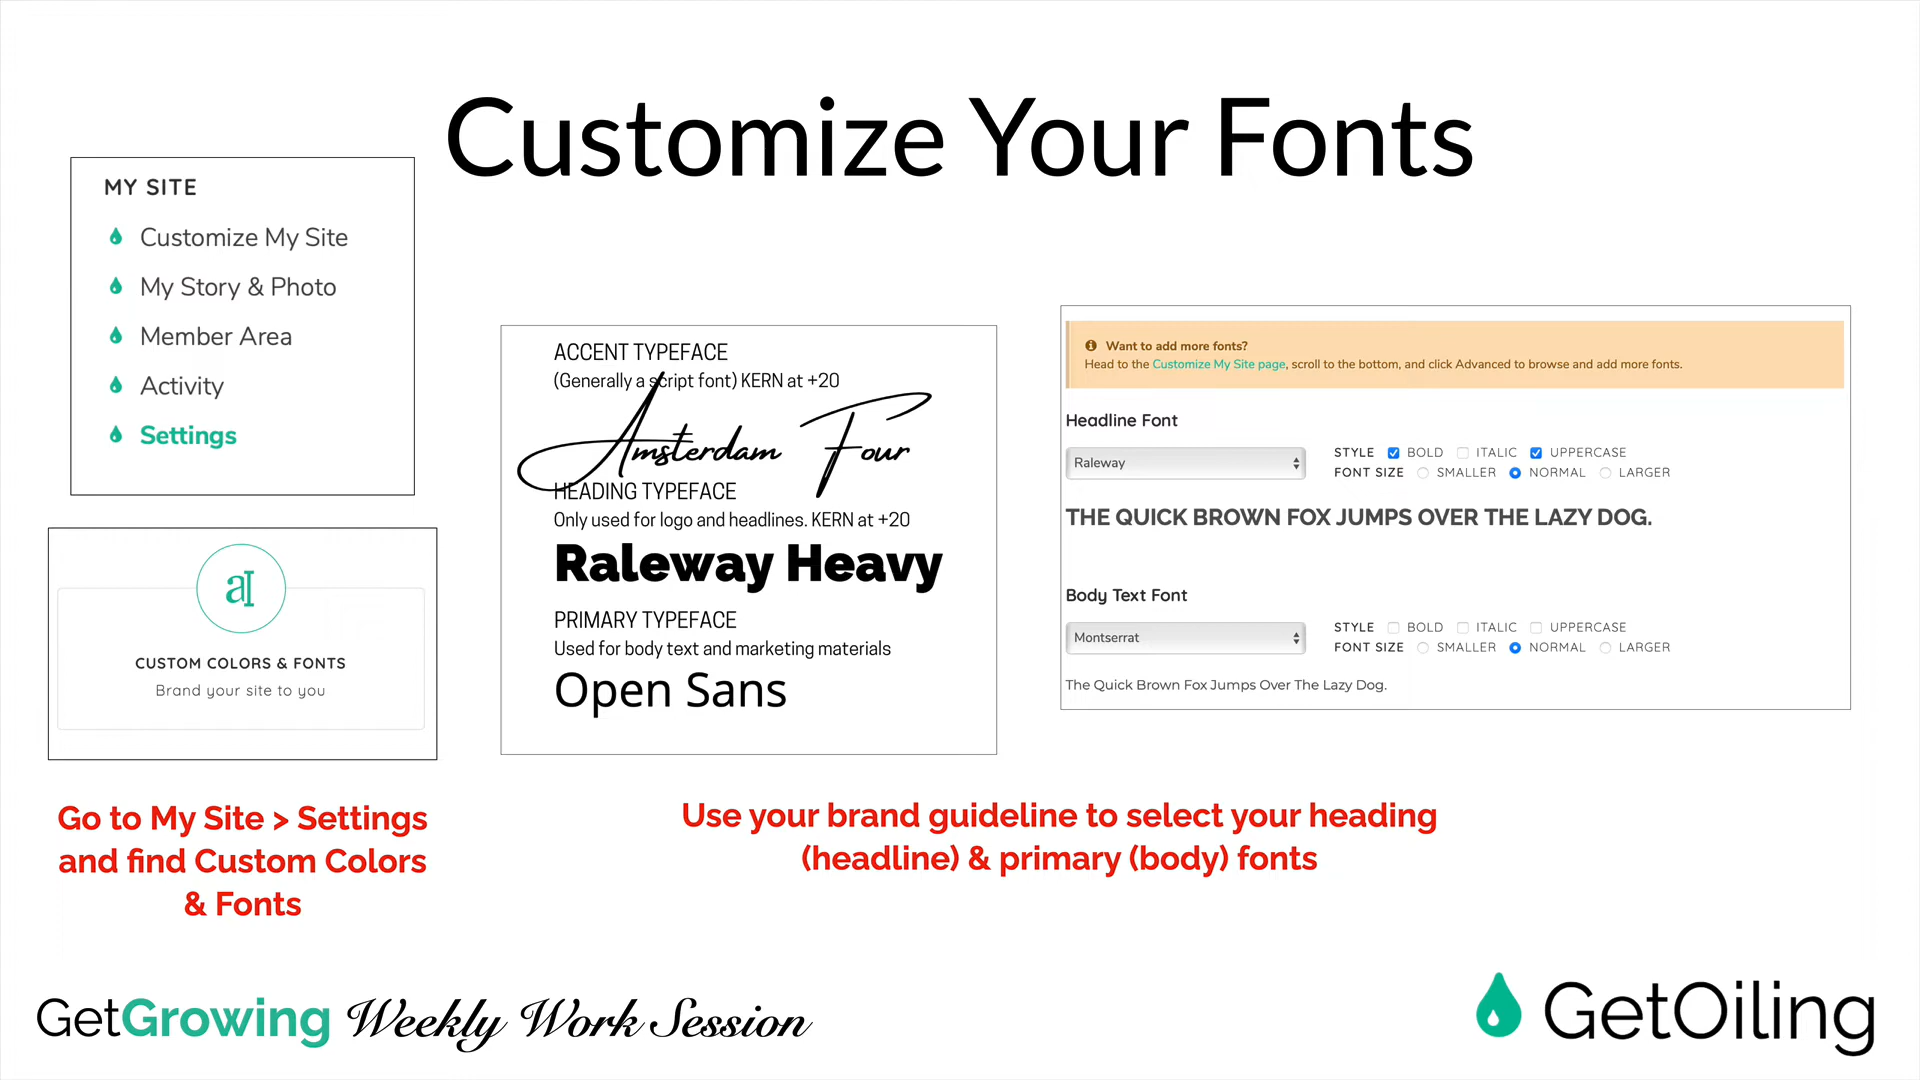 Customize Your Fonts
MY SITE
Customize My Site
My Story & Photo
Member Area
Activity
Settings
CUSTOM COLORS & FONTS
Brand your site to you
Go to My Site > Settings
and find Custom Colors
& Fonts
ACCENT TYPEFACE
(Generally a script font) KERN at +20
Amsterdam Four
HEADING TYPEFACE
Only used for logo and headlines. KERN at +20
Raleway Heavy
PRIMARY TYPEFACE
Used for body text and marketing materials
Open Sans
Want to add more fonts?
Head to the Customize My Site page, scroll to the bottom, and click Advanced to browse and add more fonts.
Headline Font
Raleway
STYLE BOLD ITALIC UPPERCASE
FONT SIZE SMALLER NORMAL LARGER
THE QUICK BROWN FOX JUMPS OVER THE LAZY DOG.
Body Text Font
Montserrat
STYLE BOLD ITALIC UPPERCASE
FONT SIZE SMALLER NORMAL LARGER
The Quick Brown Fox Jumps Over The Lazy Dog.
Use your brand guideline to select your heading
(headline) & primary (body) fonts
GetGrowing Weekly Work Session
GetOiling